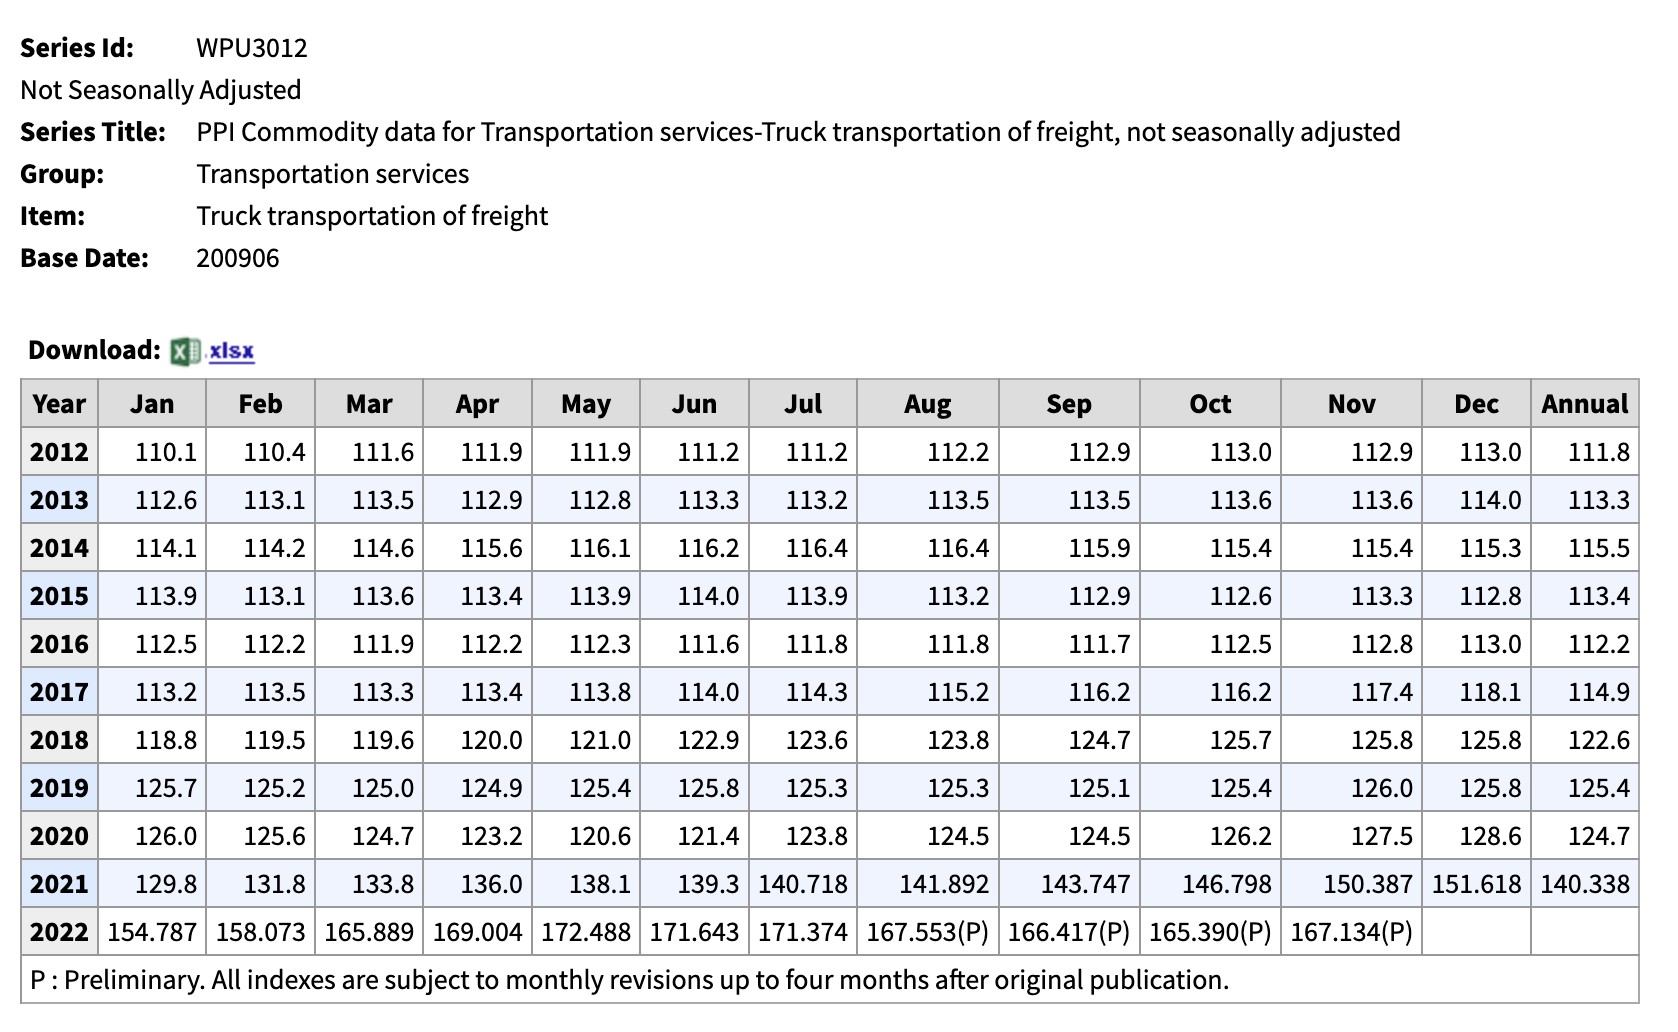 Series Id: WPU3012
Not Seasonally Adjusted
Series Title: PPI Commodity data for Transportation services-Truck transportation of freight, not seasonally adjusted
Group: Transportation services
Item: Truck transportation of freight
Base Date: 200906
Download: .xlsx
Year Jan Feb Mar Apr May Jun Jul Aug Sep Oct Nov Dec Annual
2012 110.1 110.4 111.6 111.9 111.9 111.2 111.2 112.2 112.9 113.0 112.9 113.0 111.8
2013 112.6 113.1 113.5 112.9 112.8 113.3 113.2 113.5 113.5 113.6 113.6 114.0 113.3
2014 114.1 114.2 114.6 115.6 116.1 116.2 116.4 116.4 115.9 115.4 115.4 115.3 115.5
2015 113.9 113.1 113.6 113.4 113.9 114.0 113.9 113.2 112.9 112.6 113.3 112.8 113.4
2016 112.5 112.2 111.9 112.2 112.3 111.6 111.8 111.8 111.7 112.5 112.8 113.0 112.2
2017 113.2 113.5 113.3 113.4 113.8 114.0 114.3 115.2 116.2 116.2 117.4 118.1 114.9
2018 118.8 119.5 119.6 120.0 121.0 122.9 123.6 123.8 124.7 125.7 125.8 125.8 122.6
2019 125.7 125.2 125.0 124.9 125.4 125.8 125.3 125.3 125.1 125.4 126.0 125.8 125.4
2020 126.0 125.6 124.7 123.2 120.6 121.4 123.8 124.5 124.5 126.2 127.5 128.6 124.7
2021 129.8 131.8 133.8 136.0 138.1 139.3 140.718 141.892 143.747 146.798 150.387 151.618 140.338
2022 154.787 158.073 165.889 169.004 172.488 171.643 171.374 167.553(P) 166.417(P) 165.390(P) 167.134(P)
P : Preliminary. All indexes are subject to monthly revisions up to four months after original publication.